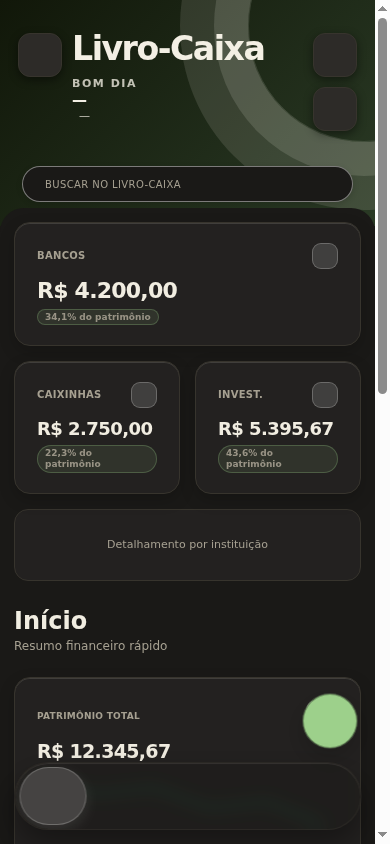 Livro-Caixa
BOM DIA
—
—
BUSCAR NO LIVRO-CAIXA
BANCOS
R$ 4.200,00
34,1% do patrimônio
CAIXINHAS
R$ 2.750,00
22,3% do
patrimônio
INVEST.
R$ 5.395,67
43,6% do
patrimônio
Detalhamento por instituição
Início
Resumo financeiro rápido
PATRIMÔNIO TOTAL
R$ 12.345,67